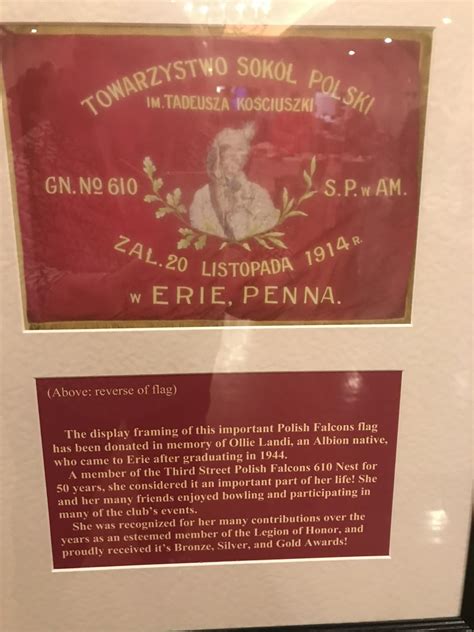 TOWARZYSTWO SOKÓŁ POLSKI
IM. TADEUSZA KOŚCIUSZKI
GN. No 610 S.P. w AM.
ZAŁ. 20 LISTOPADA 1914 R.
w ERIE, PENNA.
(Above: reverse of flag)
The display framing of this important Polish Falcons flag
has been donated in memory of Ollie Landi, an Albion native,
who came to Erie after graduating in 1944.
A member of the Third Street Polish Falcons 610 Nest for
50 years, she considered it an important part of her life! She
and her many friends enjoyed bowling and participating in
many of the club's events.
She was recognized for her many contributions over the
years as an esteemed member of the Legion of Honor, and
proudly received it's Bronze, Silver, and Gold Awards!